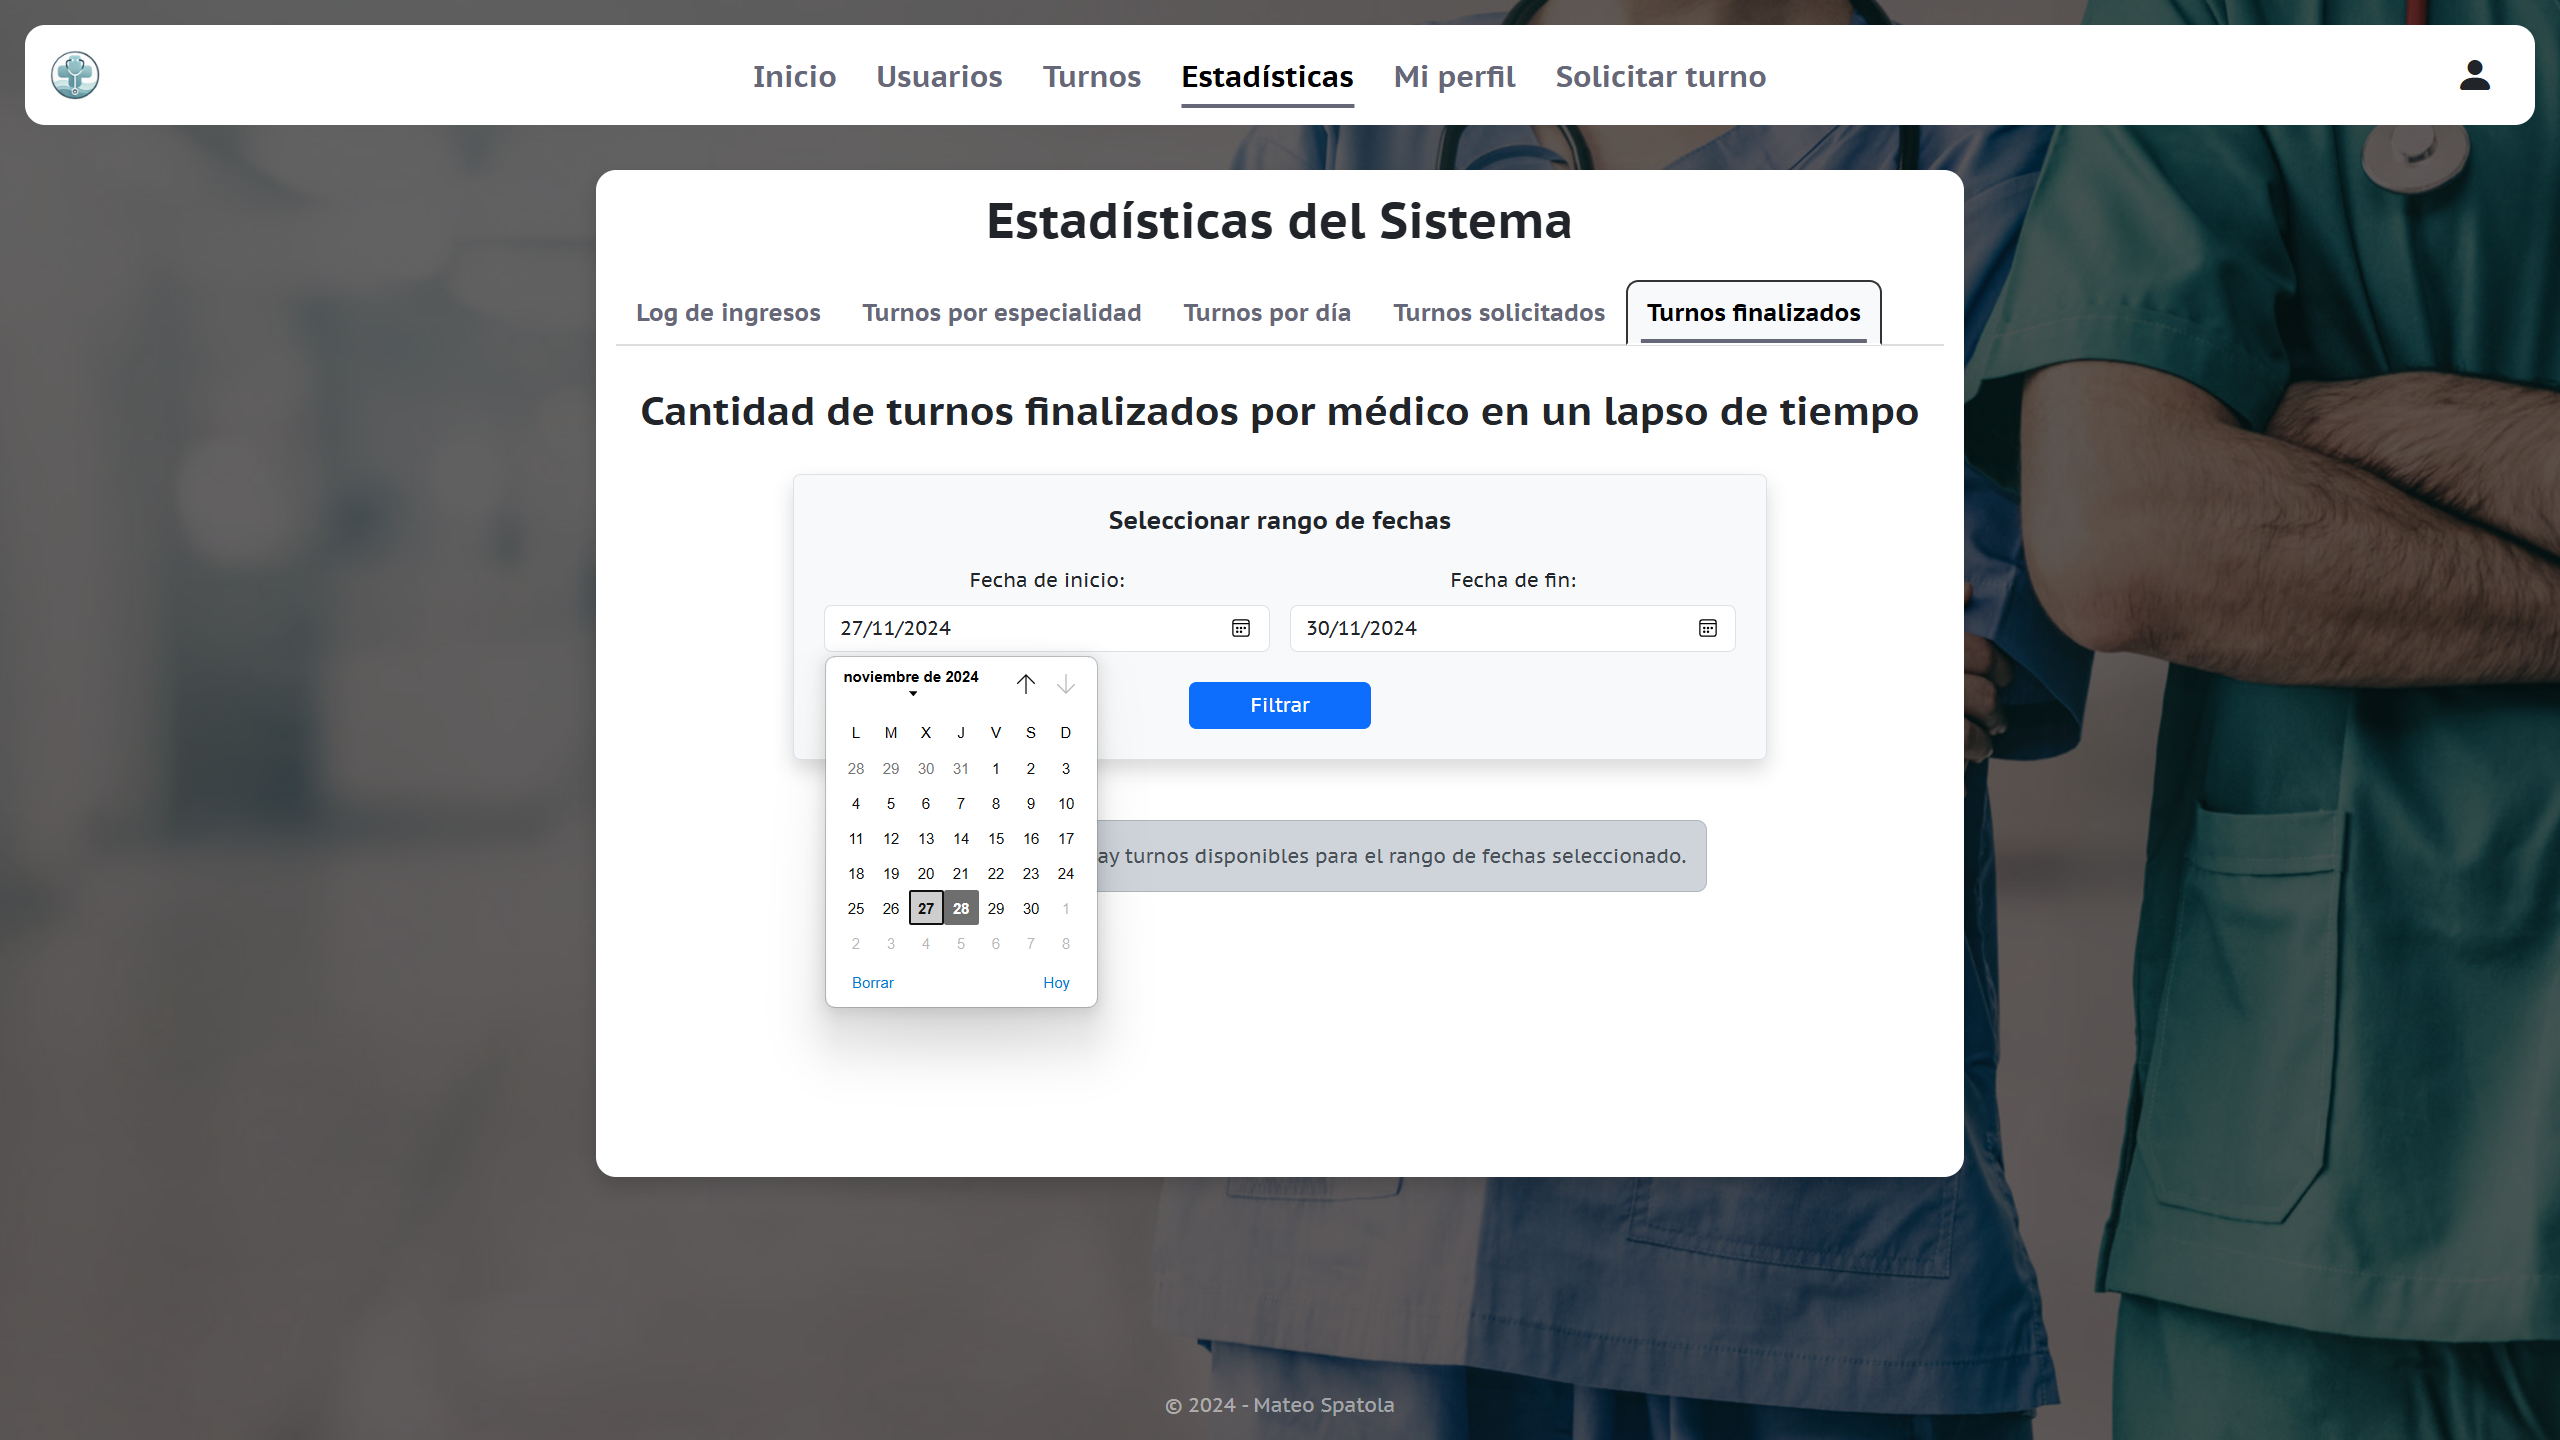 Inicio Usuarios Turnos Estadísticas Mi perfil Solicitar turno
Estadísticas del Sistema
Log de ingresos Turnos por especialidad Turnos por día Turnos solicitados Turnos finalizados
Cantidad de turnos finalizados por médico en un lapso de tiempo
Seleccionar rango de fechas
Fecha de inicio: Fecha de fin:
27/11/2024 30/11/2024
noviembre de 2024
Filtrar
L M X J V S D
28 29 30 31 1 2 3
4 5 6 7 8 9 10
11 12 13 14 15 16 17
ay turnos disponibles para el rango de fechas seleccionado.
18 19 20 21 22 23 24
25 26 27 28 29 30 1
2 3 4 5 6 7 8
Borrar Hoy
© 2024 - Mateo Spatola